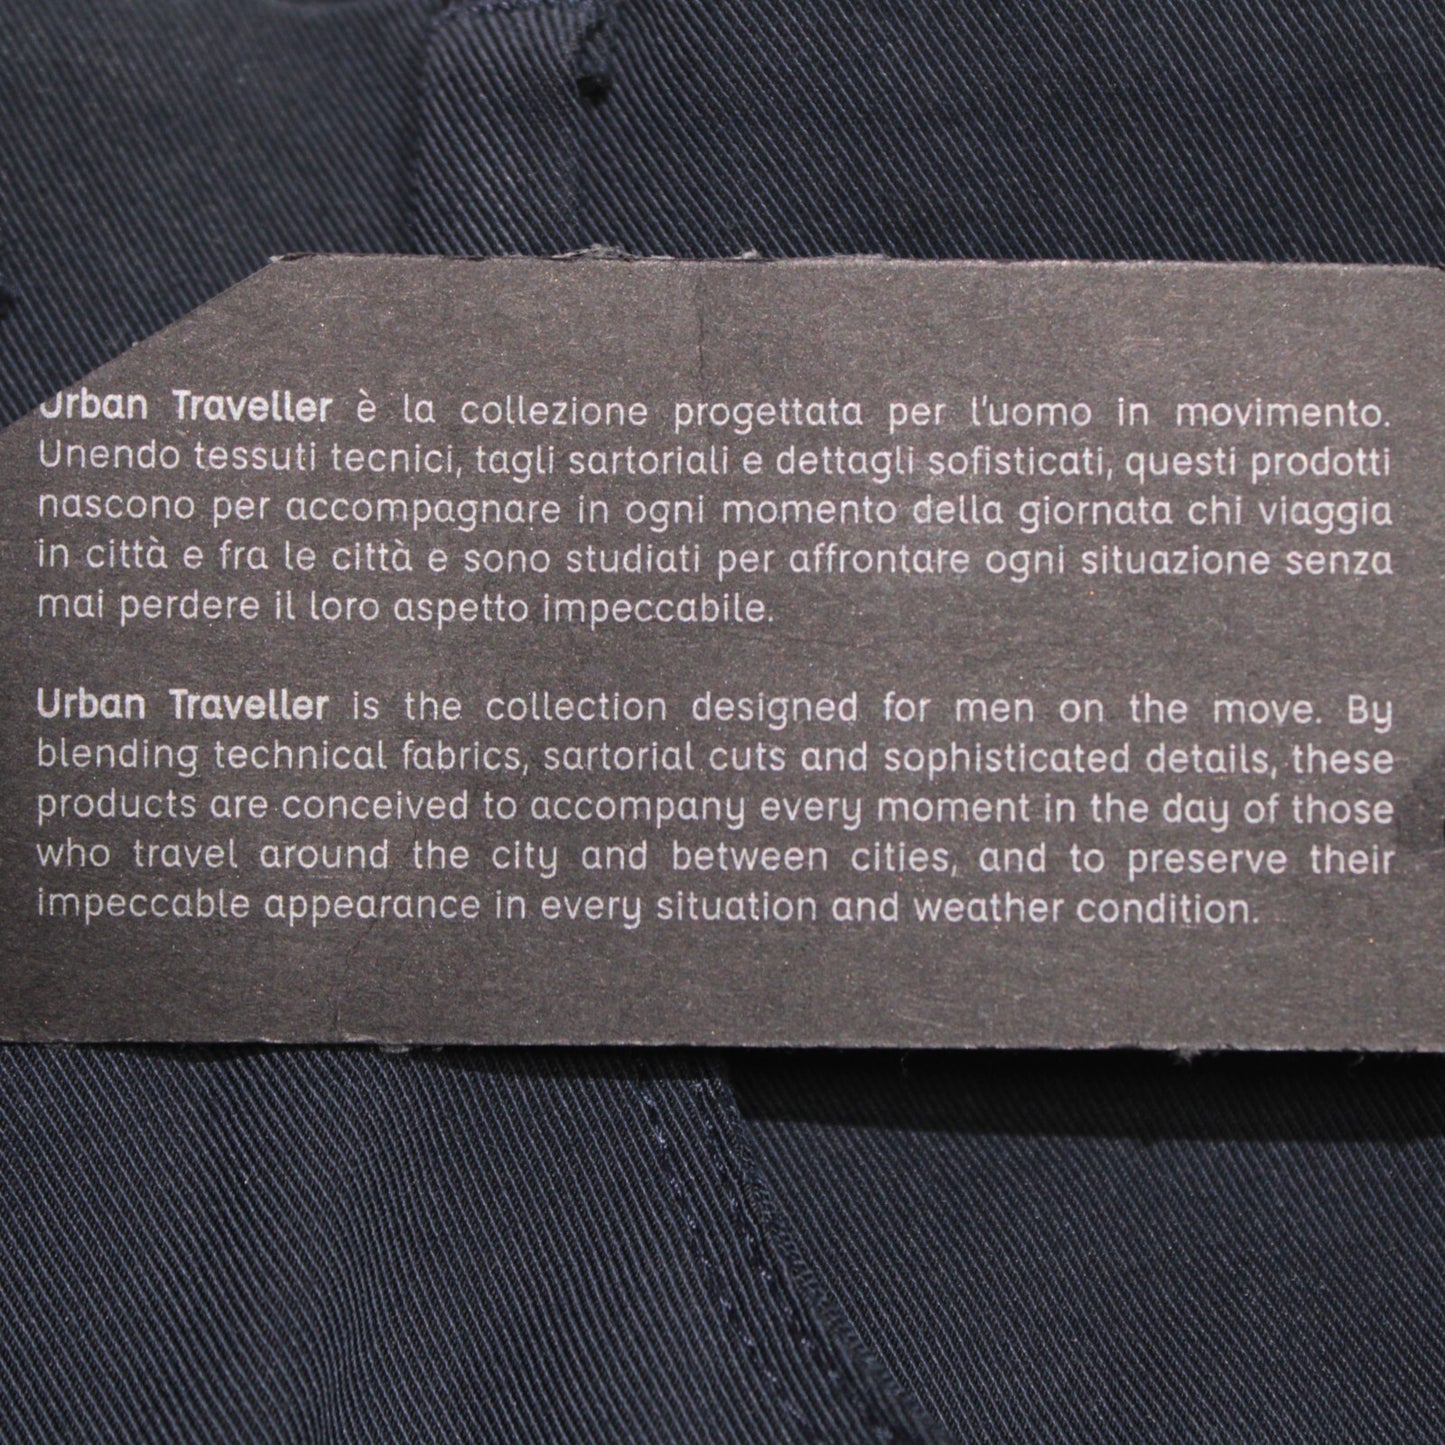 Urban Traveller è la collezione progettata per l'uomo in movimento.
Unendo tessuti tecnici, tagli sartoriali e dettagli sofisticati, questi prodotti
nascono per accompagnare in ogni momento della giornata chi viaggia
in città e fra le città e sono studiati per affrontare ogni situazione senza
mai perdere il loro aspetto impeccabile.
Urban Traveller is the collection designed for men on the move. By
blending technical fabrics, sartorial cuts and sophisticated details, these
products are conceived to accompany every moment in the day of those
who travel around the city and between cities, and to preserve their
impeccable appearance in every situation and weather condition.